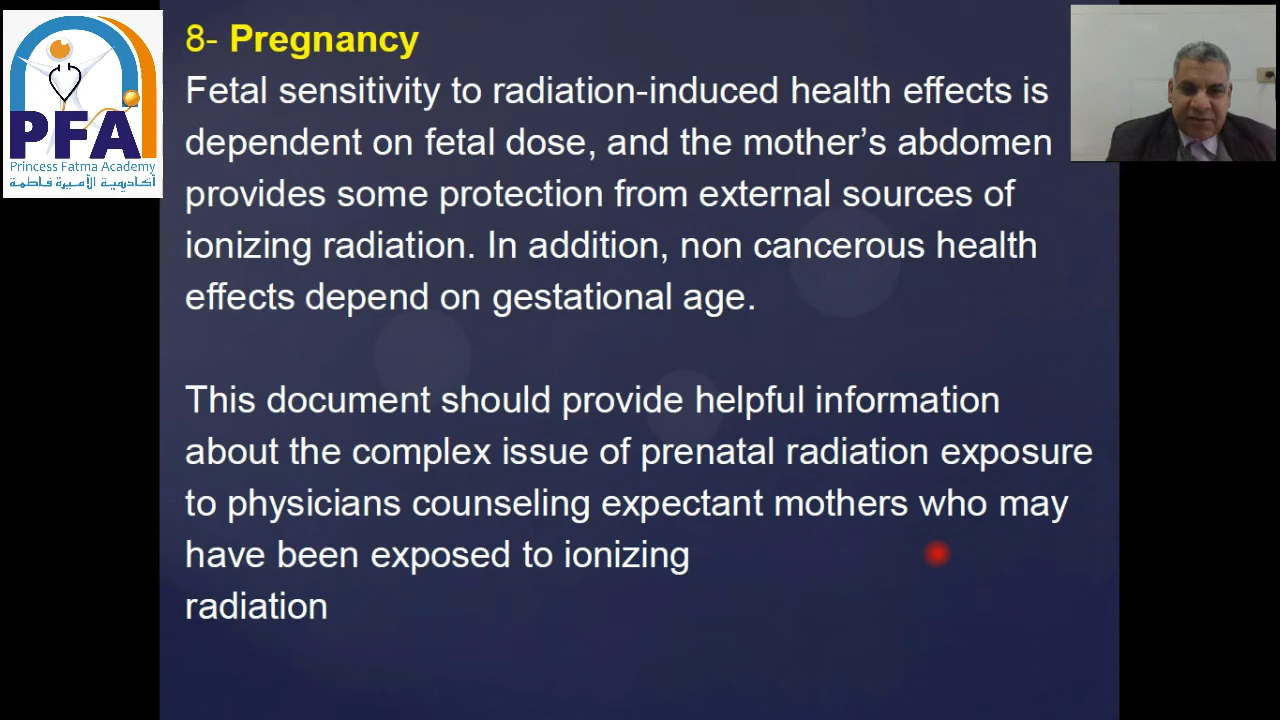 PFA
Princess Fatma Academy
أكاديمية الأميرة فاطمة
8- Pregnancy
Fetal sensitivity to radiation-induced health effects is
dependent on fetal dose, and the mother’s abdomen
provides some protection from external sources of
ionizing radiation. In addition, non cancerous health
effects depend on gestational age.
This document should provide helpful information
about the complex issue of prenatal radiation exposure
to physicians counseling expectant mothers who may
have been exposed to ionizing
radiation